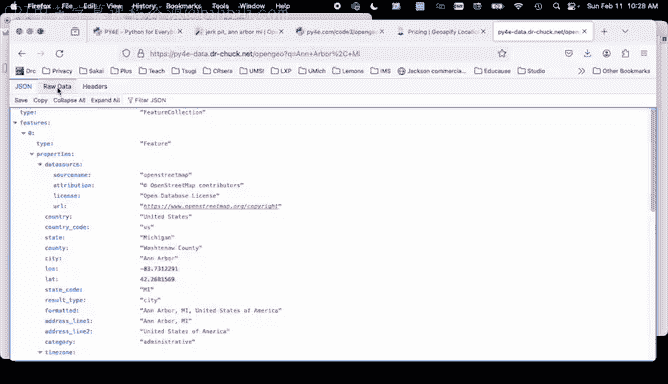 Firefox File Edit View History Bookmarks Tools Window Help Sun Feb 11 10:28 AM
PY4E - Python for Everyb jerk pit, ann arbor mi | Op py4e.com/code3/openge Pricing | Geoapify Location py4e-data.dr-chuck.net/open
https://py4e-data.dr-chuck.net/opengeo?q=Ann+Arbor%2C+MI
Drc Privacy Sakai Plus Teach Tsugi CRsera UMSI LXP UMich Lemons IMS Jackson commercia... Educause Studio Other Bookmarks
JSON Raw Data Headers
Save Copy Collapse All Expand All Filter JSON
type: "FeatureCollection"
features:
0:
type: "Feature"
properties:
datasource:
sourcename: "openstreetmap"
attribution: "© OpenStreetMap contributors"
license: "Open Database License"
url: "https://www.openstreetmap.org/copyright"
country: "United States"
country_code: "us"
state: "Michigan"
county: "Washtenaw County"
city: "Ann Arbor"
lon: -83.7312291
lat: 42.2681569
state_code: "MI"
result_type: "city"
formatted: "Ann Arbor, MI, United States of America"
address_line1: "Ann Arbor, MI"
address_line2: "United States of America"
category: "administrative"
timezone: